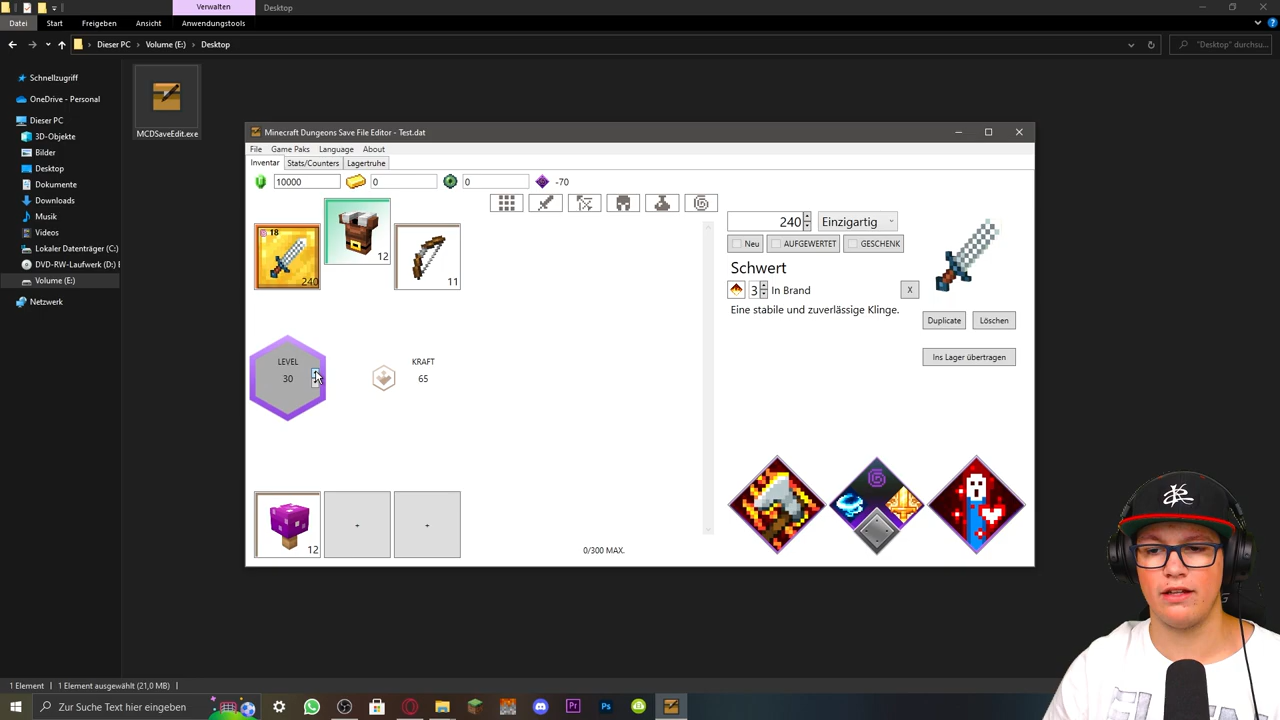 Verwalten
Desktop
Datei
Start
Freigeben
Ansicht
Anwendungstools
Dieser PC > Volume (E:) > Desktop
"Desktop" durchsu...
Schnellzugriff
OneDrive - Personal
Dieser PC
3D-Objekte
Bilder
Desktop
Dokumente
Downloads
Musik
Videos
Lokaler Datenträger (C:)
DVD-RW-Laufwerk (D:) E
Volume (E:)
Netzwerk
MCDSaveEdit.exe
Minecraft Dungeons Save File Editor - Test.dat
File Game Paks Language About
Inventar Stats/Counters Lagertruhe
10000 0 0 -70
18
240
12
11
LEVEL
30
KRAFT
65
12
+
+
0/300 MAX.
240 Einzigartig
Neu AUFGEWERTET GESCHENK
Schwert
3 In Brand X
Eine stabile und zuverlässige Klinge.
Duplicate Löschen
Ins Lager übertragen
1 Element 1 Element ausgewählt (21,0 MB)
Zur Suche Text hier eingeben